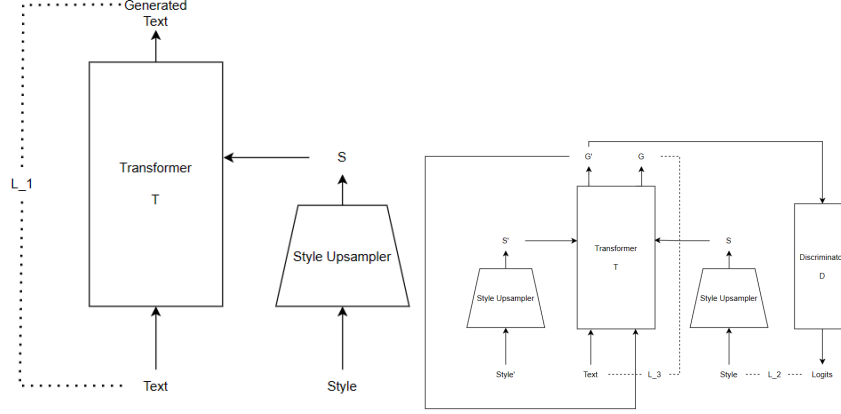 Generated
Text
Transformer
T
S
L_1
Style Upsampler
Text
Style
G'
G
S'
Transformer
T
S
Discriminator
D
Style Upsampler
Style Upsampler
Style'
Text
L_3
Style
L_2
Logits